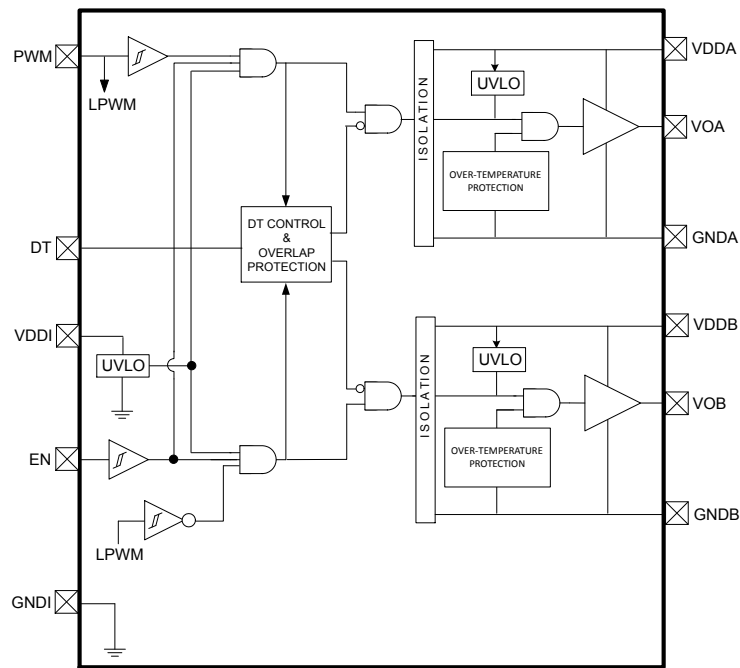 PWM
LPWM
DT
VDDI
UVLO
EN
LPWM
GNDI
DT CONTROL
&
OVERLAP
PROTECTION
ISOLATION
UVLO
OVER-TEMPERATURE
PROTECTION
VDDA
VOA
GNDA
ISOLATION
UVLO
OVER-TEMPERATURE
PROTECTION
VDDB
VOB
GNDB